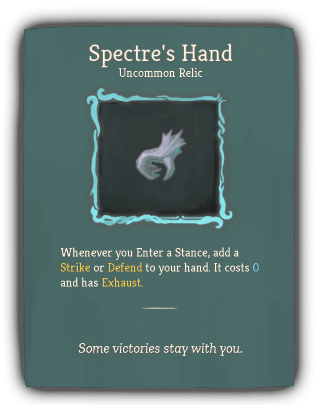 Spectre's Hand
Uncommon Relic
Whenever you Enter a Stance, add a
Strike or Defend to your hand. It costs 0
and has Exhaust.
Some victories stay with you.